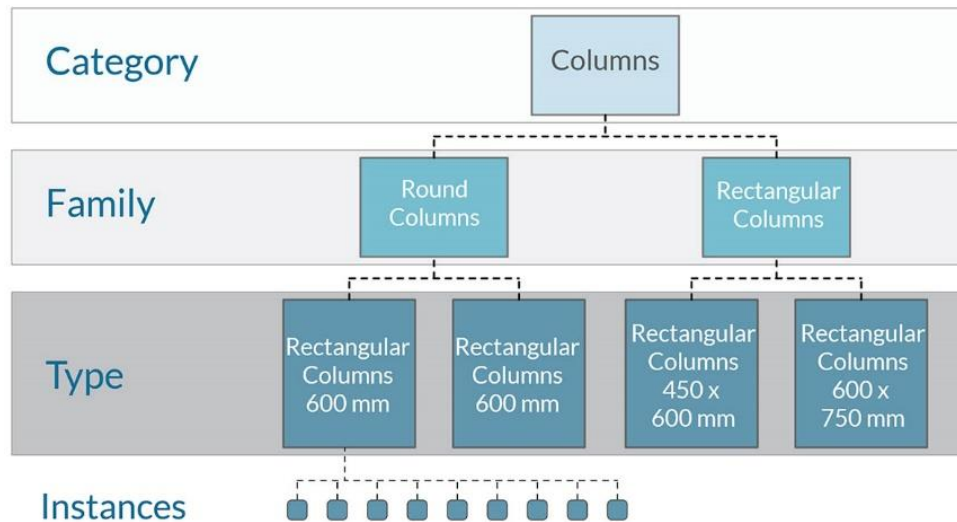 Category
Columns
Family
Round
Columns
Rectangular
Columns
Type
Rectangular
Columns
600 mm
Rectangular
Columns
600 mm
Rectangular
Columns
450 x
600 mm
Rectangular
Columns
600 x
750 mm
Instances